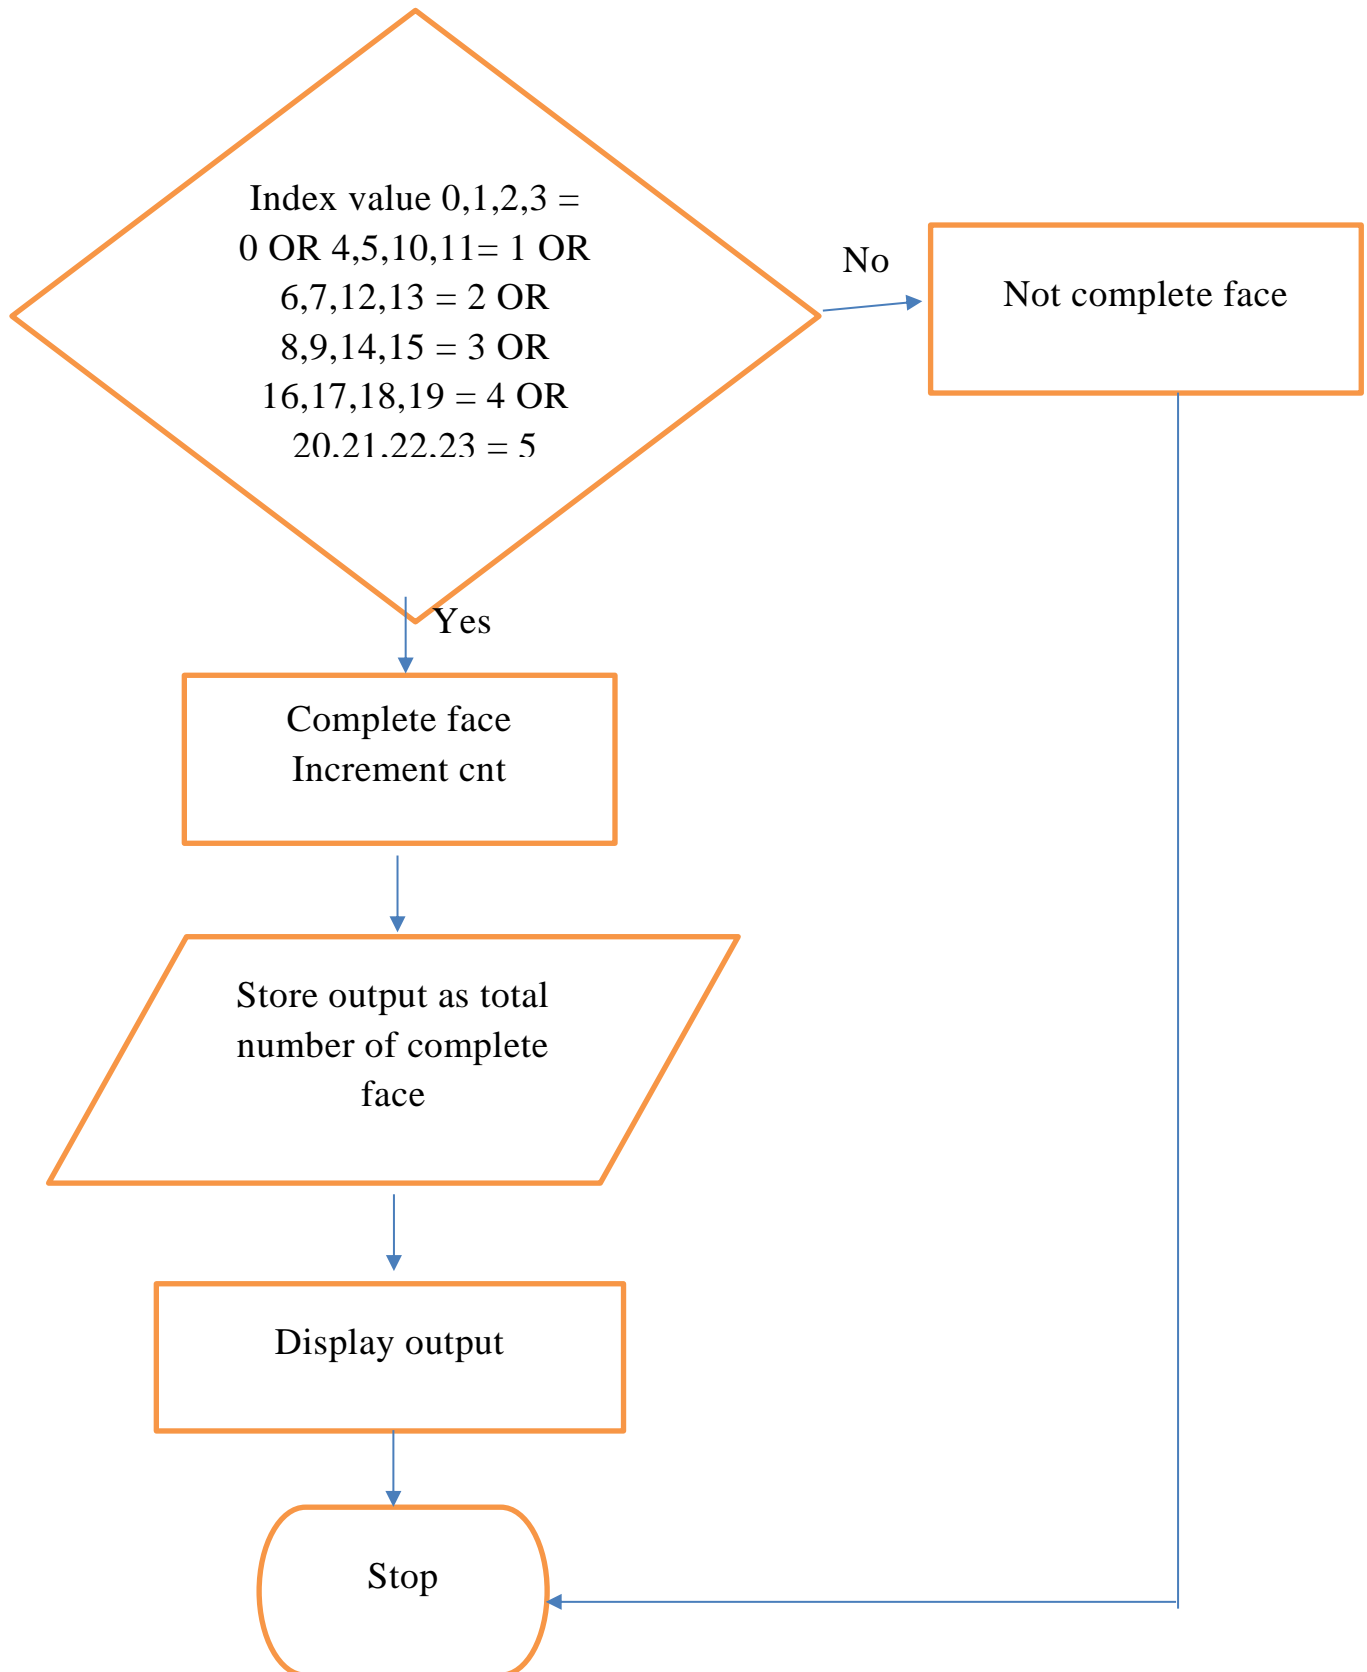 Index value 0,1,2,3 =
0 OR 4,5,10,11= 1 OR
6,7,12,13 = 2 OR
8,9,14,15 = 3 OR
16,17,18,19 = 4 OR
20,21,22,23 = 5
No
Not complete face
Yes
Complete face
Increment cnt
Store output as total
number of complete
face
Display output
Stop